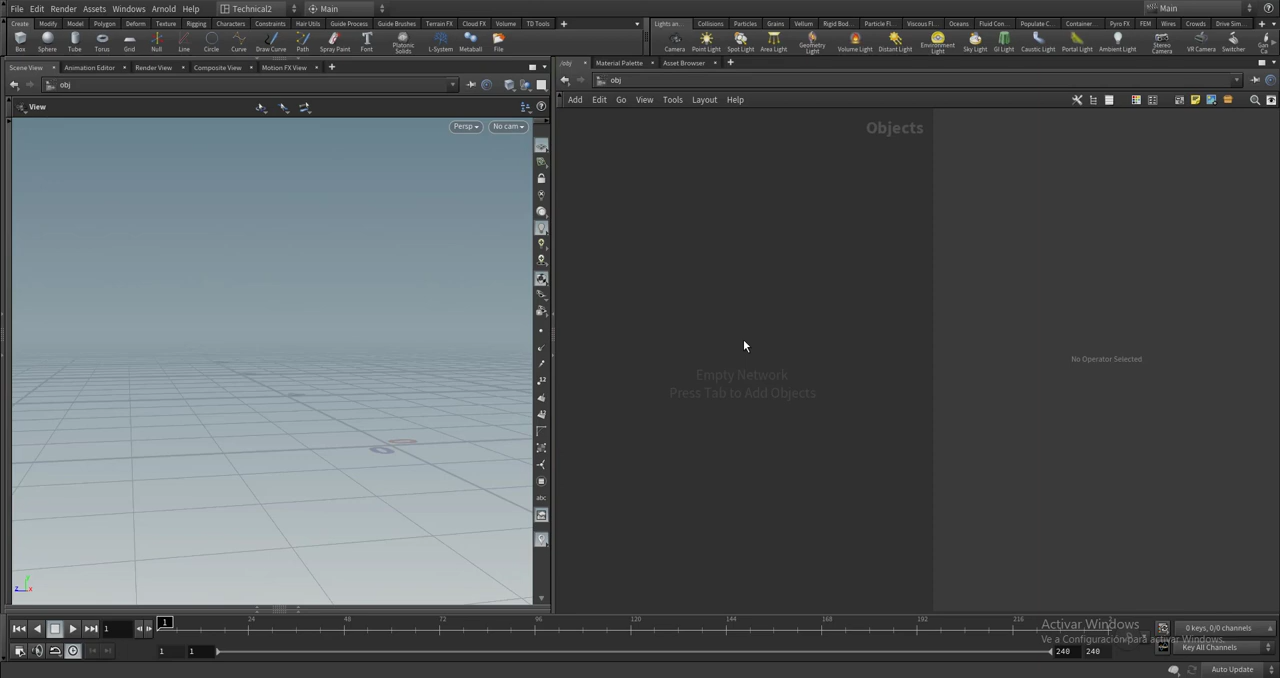 File Edit Render Assets Windows Arnold Help Technical2 Main Main
Create Modify Model Polygon Deform Texture Rigging Characters Constraints Hair Utils Guide Process Guide Brushes Terrain FX Cloud FX Volume TD Tools
Lights an... Collisions Particles Grains Vellum Rigid Bod... Particle Fl... Viscous Fl... Oceans Fluid Con... Populate C... Container... Pyro FX FEM Wires Crowds Drive Sim...
Box Sphere Tube Torus Grid Null Line Circle Curve Draw Curve Path Spray Paint Font Platonic Solids L-System Metaball File
Camera Point Light Spot Light Area Light Geometry Light Volume Light Distant Light Environment Light Sky Light GI Light Caustic Light Portal Light Ambient Light Stereo Camera VR Camera Switcher
Scene View Animation Editor Render View Composite View Motion FX View
/obj Material Palette Asset Browser
obj
obj
View
Add Edit Go View Tools Layout Help
Persp No cam
Objects
Empty Network
Press Tab to Add Objects
No Operator Selected
abc
1 1 24 48 72 96 120 144 168 192 216
1 1 240 240
0 keys, 0/0 channels
Key All Channels
Activar Windows
Ve a Configuración para activar Windows.
Auto Update